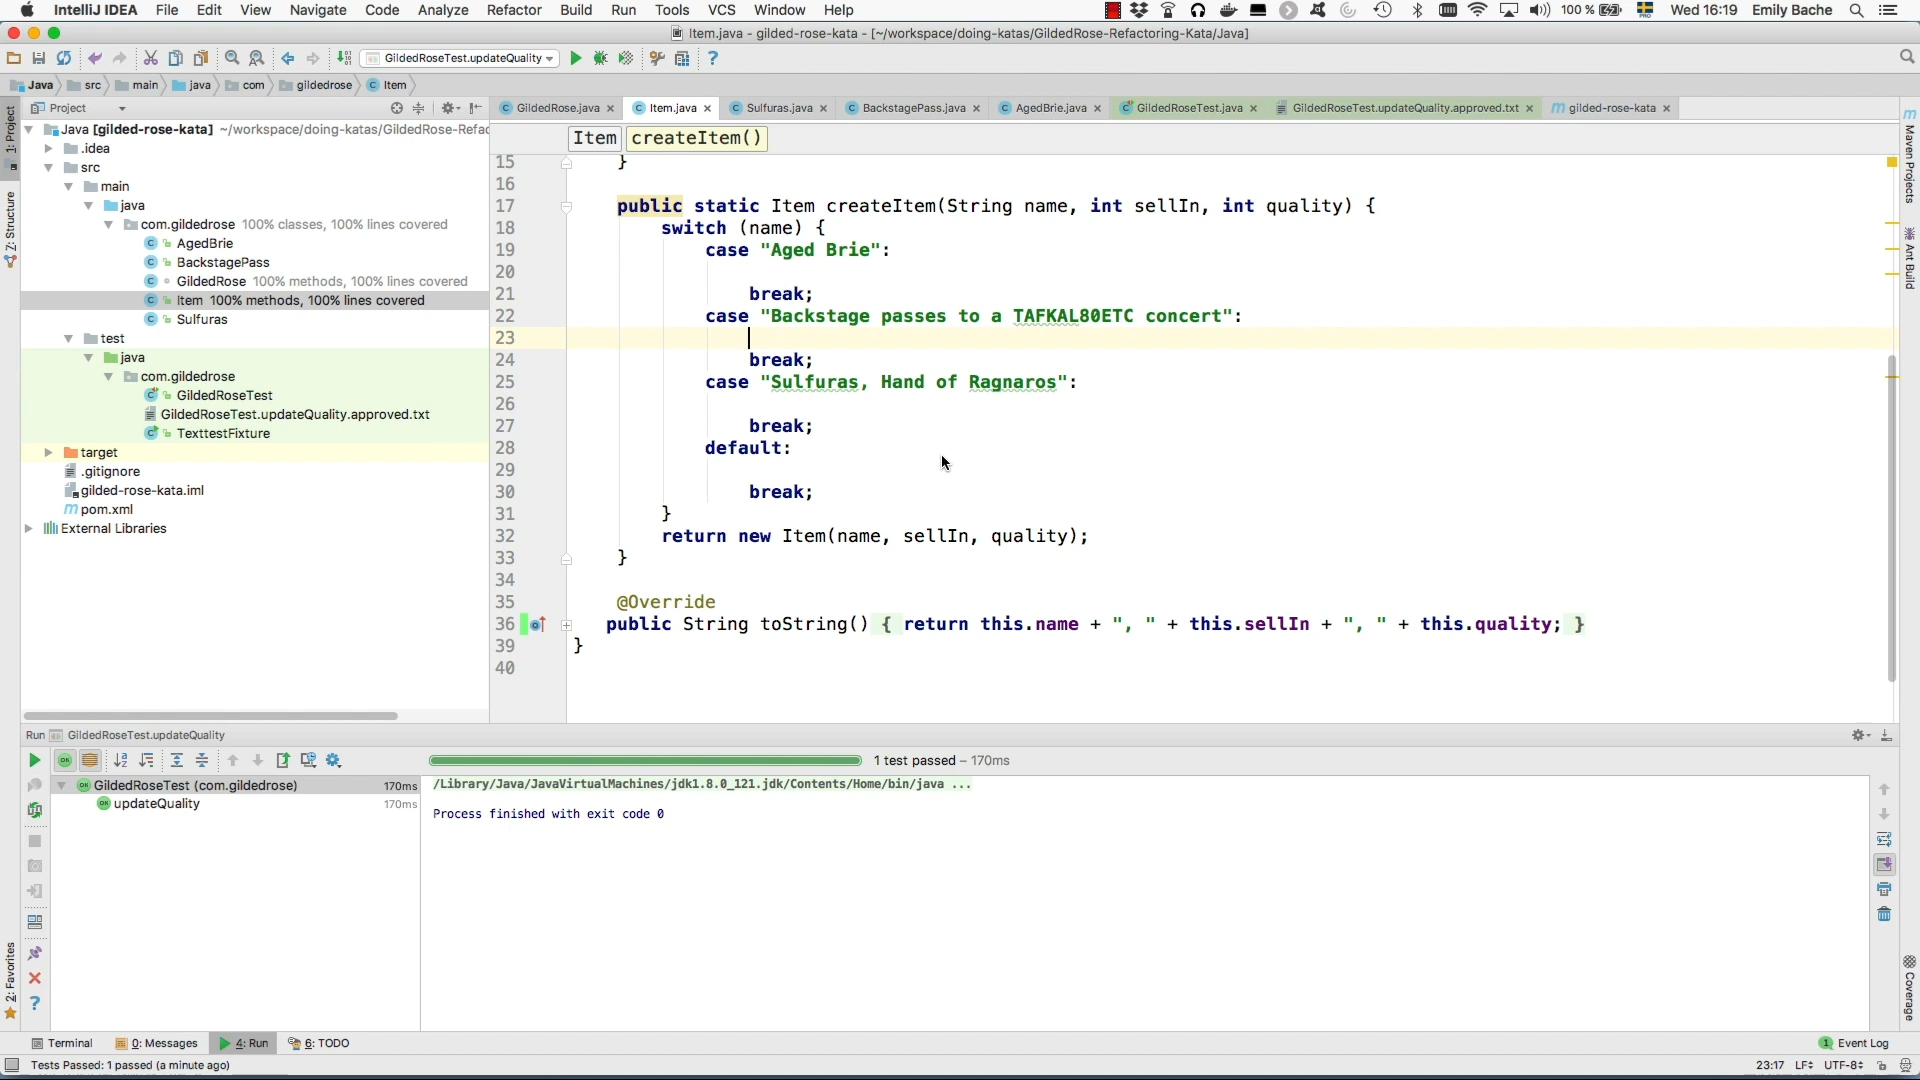 IntelliJ IDEA File Edit View Navigate Code Analyze Refactor Build Run Tools VCS Window Help 100 % PRO Wed 16:19 Emily Bache
Item.java - gilded-rose-kata - [~/workspace/doing-katas/GildedRose-Refactoring-Kata/Java]
GildedRoseTest.updateQuality
Java src main java com gildedrose Item
Project
GildedRose.java Item.java Sulfuras.java BackstagePass.java AgedBrie.java GildedRoseTest.java GildedRoseTest.updateQuality.approved.txt gilded-rose-kata
1: Project
Z: Structure
2: Favorites
Java [gilded-rose-kata] ~/workspace/doing-katas/GildedRose-Refac
.idea
src
main
java
com.gildedrose 100% classes, 100% lines covered
AgedBrie
BackstagePass
GildedRose 100% methods, 100% lines covered
Item 100% methods, 100% lines covered
Sulfuras
test
java
com.gildedrose
GildedRoseTest
GildedRoseTest.updateQuality.approved.txt
TexttestFixture
target
.gitignore
gilded-rose-kata.iml
pom.xml
External Libraries
Item createItem()
15 }
16
17 public static Item createItem(String name, int sellIn, int quality) {
18 switch (name) {
19 case "Aged Brie":
20
21 break;
22 case "Backstage passes to a TAFKAL80ETC concert":
23
24 break;
25 case "Sulfuras, Hand of Ragnaros":
26
27 break;
28 default:
29
30 break;
31 }
32 return new Item(name, sellIn, quality);
33 }
34
35 @Override
36 public String toString() { return this.name + ", " + this.sellIn + ", " + this.quality; }
39 }
40
Maven Projects
Ant Build
Coverage
Run GildedRoseTest.updateQuality
1 test passed – 170ms
GildedRoseTest (com.gildedrose) 170ms
updateQuality 170ms
/Library/Java/JavaVirtualMachines/jdk1.8.0_121.jdk/Contents/Home/bin/java ...
Process finished with exit code 0
Terminal 0: Messages 4: Run 6: TODO 1 Event Log
Tests Passed: 1 passed (a minute ago) 23:17 LF UTF-8